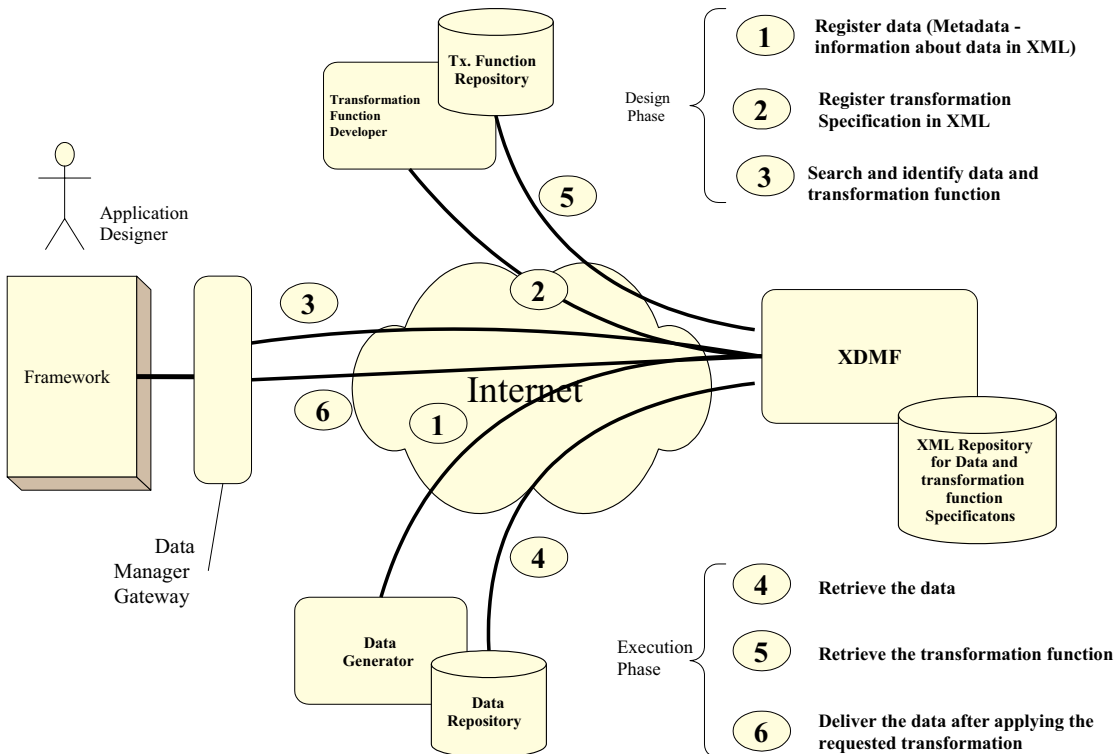 Tx. Function
Repository
Transformation
Function
Developer
Design
Phase
1
Register data (Metadata -
information about data in XML)
2
Register transformation
Specification in XML
3
Search and identify data and
transformation function
Application
Designer
5
2
3
Framework
XDMF
Internet
6
1
XML Repository
for Data and
transformation
function
Specificatons
Data
Manager
Gateway
4
Data
Generator
Data
Repository
Execution
Phase
4
Retrieve the data
5
Retrieve the transformation function
6
Deliver the data after applying the
requested transformation